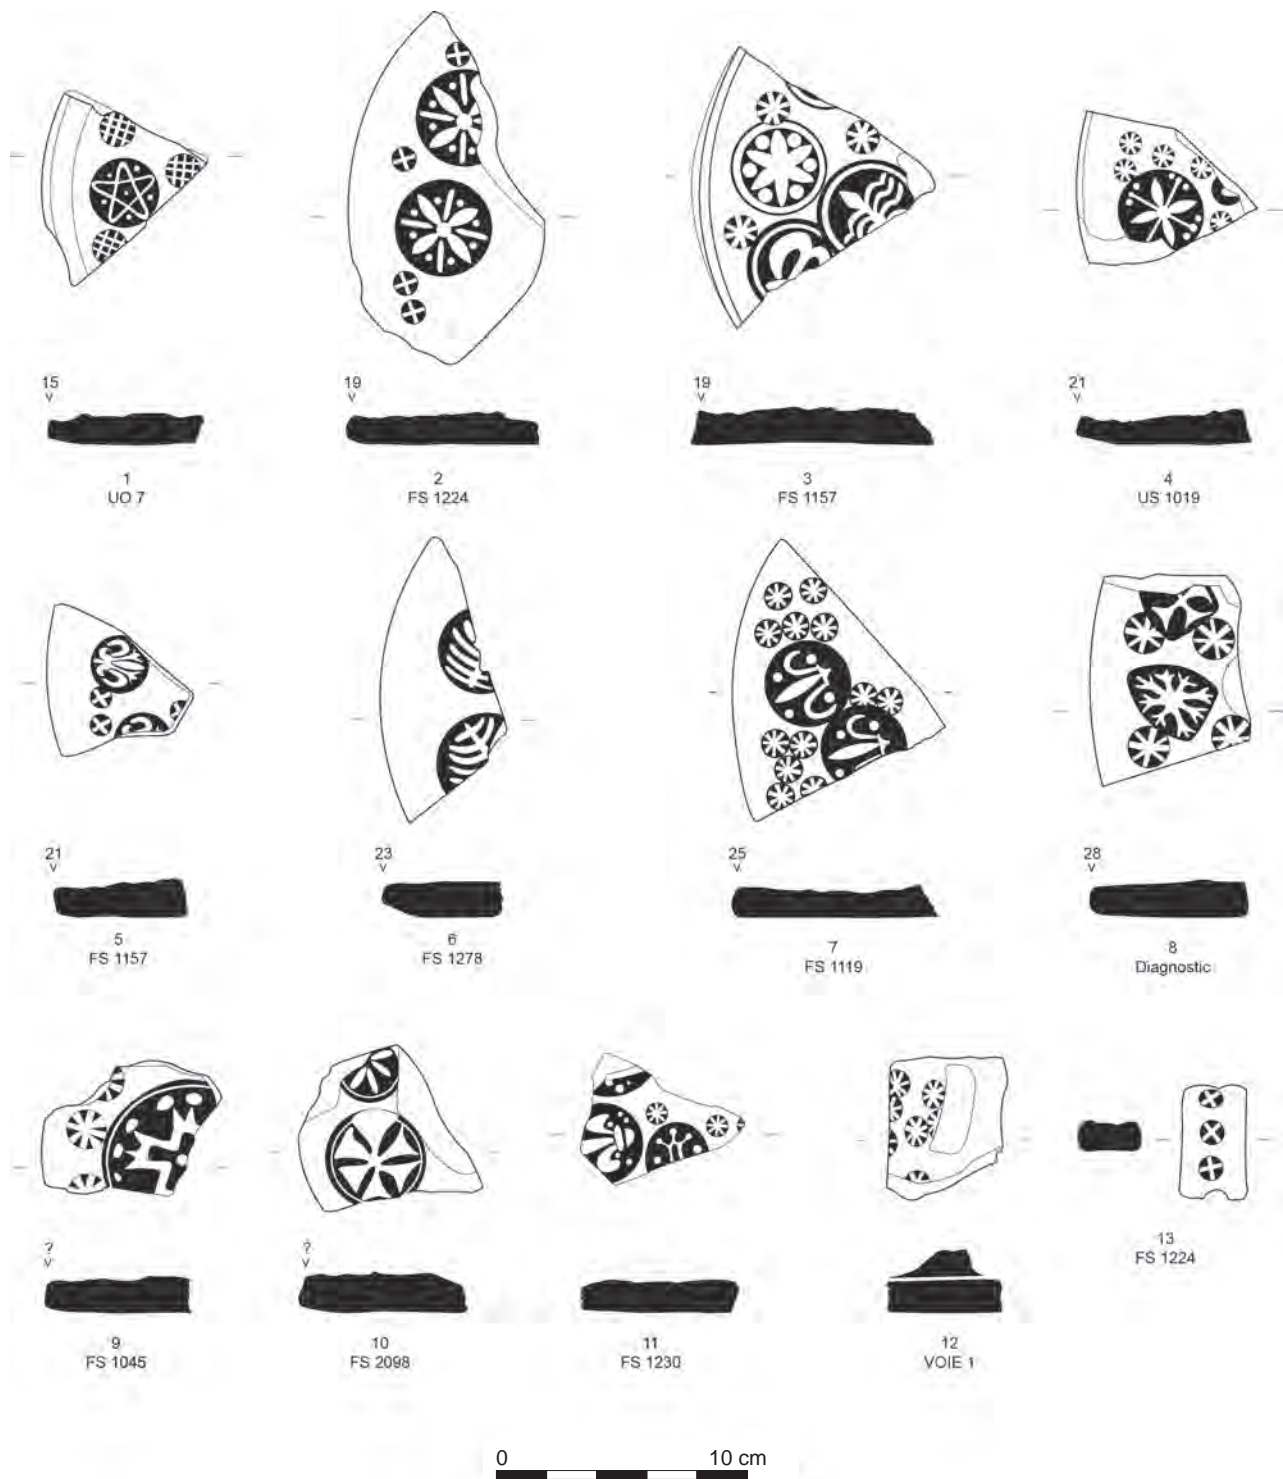 15 19 19 21
v v v v
1 2 3 4
UO 7 FS 1224 FS 1157 US 1019
21 23 25 28
v v v v
5 6 7 8
FS 1157 FS 1278 FS 1119 Diagnostic
? ?
v v
13
FS 1224
9 10 11 12
FS 1045 FS 2098 FS 1230 VOIE 1
0 10 cm